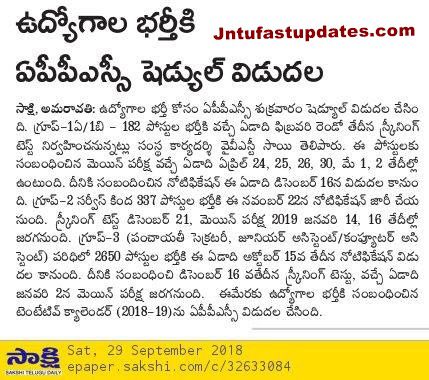 ఉద్యోగాల భర్తీకి
Jntufastupdates.com
ఏపీపీఎస్సీ షెడ్యుల్ విడుదల
సాక్షి, అమరావతి: ఉద్యోగాల భర్తీ కోసం ఏపీపీఎస్సీ శుక్రవారం షెడ్యూల్ విడుదల చేసిం
ది. గ్రూప్-1ఏ/1బి - 182 పోస్టుల భర్తీకి వచ్చే ఏడాది ఫిబ్రవరి రెండో తేదీన స్క్రీనింగ్
టెస్ట్ నిర్వహించనున్నట్లు సంస్థ కార్యదర్శి వైవీఎస్టీ సాయి తెలిపారు. ఈ పోస్టులకు
సంబంధించిన మెయిన్ పరీక్ష వచ్చే ఏడాది ఏప్రిల్ 24, 25, 26, 30, మే 1, 2 తేదీల్లో
ఉంటుంది. దీనికి సంబందించిన నోటిఫికేషన్ ఈ ఏడాది డిసెంబర్ 16న విడుదల కానుం
ది. గ్రూప్-2 సర్వీస్ కింద 337 పోస్టుల భర్తీకి ఈ నవంబర్ 22న నోటిఫికేషన్ జారీ చేయ
నుంది. స్క్రీనింగ్ టెస్ట్ డిసెంబర్ 21, మెయిన్ పరీక్ష 2019 జనవరి 14, 16 తేదీల్లో
జరగనుంది. గ్రూప్-3 (పంచాయతీ సెక్రటరీ, జూనియర్ అసిస్టెంట్/కంప్యూటర్ అసి
స్టెంట్) పరిధిలో 2650 పోస్టుల భర్తీకి ఈ ఏడాది అక్టోబర్ 15వ తేదీన నోటిఫికేషన్ విడు
దల కానుంది. దీనికి సంబంధించి డిసెంబర్ 16 వతేదీన స్క్రీనింగ్ టెస్టు, వచ్చే ఏడాది
జనవరి 2న మెయిన్ పరీక్ష జరగనుంది. ఈమేరకు ఉద్యోగాల భర్తీకి సంబంధించిన
టెంటేటివ్ క్యాలెండర్ (2018-19)ను ఏపీపీఎస్సీ విడుదల చేసింది.
సాక్షి
SAKSHI TELUGU DAILY
Sat, 29 September 2018
epaper.sakshi.com/c/32633084